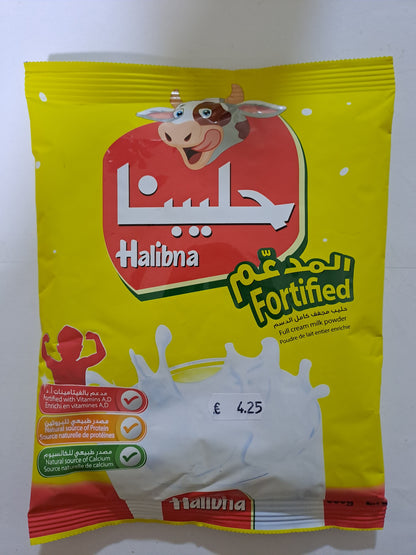 حليبنا
Halibna
المدعّم
Fortified
حليب مجفف كامل الدسم
Full cream milk powder
Poudre de lait entier enrichie
مدعم بالفيتامينات أ، د
Fortified with Vitamins A,D
Enrichi en vitamines A,D
مصدر طبيعي للبروتين
Natural source of Protein
Source naturelle de protéines
مصدر طبيعي للكالسيوم
Natural source of Calcium
Source naturelle de calcium
£ 4.25
Halibna